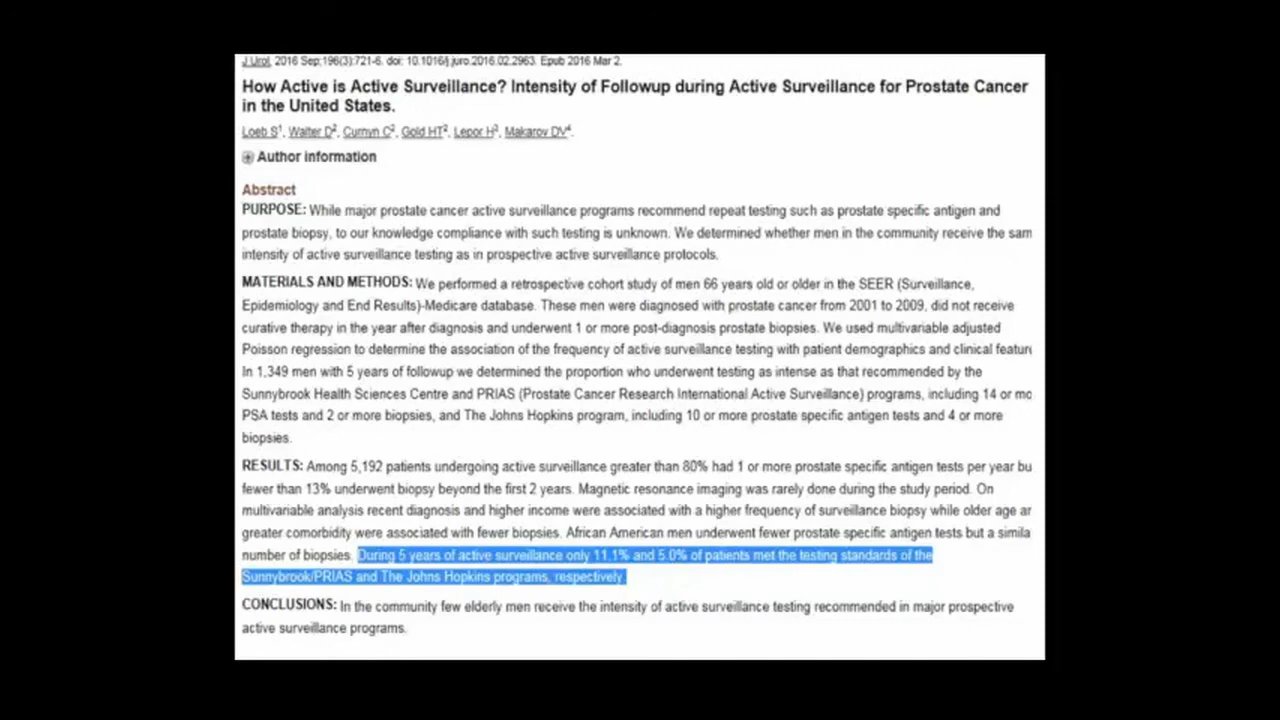 J Urol. 2016 Sep;196(3):721-6. doi: 10.1016/j.juro.2016.02.2963. Epub 2016 Mar 2.
How Active is Active Surveillance? Intensity of Followup during Active Surveillance for Prostate Cancer
in the United States.
Loeb S1, Walter D2, Curnyn C2, Gold HT2, Lepor H3, Makarov DV4.
Author information
Abstract
PURPOSE: While major prostate cancer active surveillance programs recommend repeat testing such as prostate specific antigen and
prostate biopsy, to our knowledge compliance with such testing is unknown. We determined whether men in the community receive the sam
intensity of active surveillance testing as in prospective active surveillance protocols.
MATERIALS AND METHODS: We performed a retrospective cohort study of men 66 years old or older in the SEER (Surveillance,
Epidemiology and End Results)-Medicare database. These men were diagnosed with prostate cancer from 2001 to 2009, did not receive
curative therapy in the year after diagnosis and underwent 1 or more post-diagnosis prostate biopsies. We used multivariable adjusted
Poisson regression to determine the association of the frequency of active surveillance testing with patient demographics and clinical feature
In 1,349 men with 5 years of followup we determined the proportion who underwent testing as intense as that recommended by the
Sunnybrook Health Sciences Centre and PRIAS (Prostate Cancer Research International Active Surveillance) programs, including 14 or mo
PSA tests and 2 or more biopsies, and The Johns Hopkins program, including 10 or more prostate specific antigen tests and 4 or more
biopsies.
RESULTS: Among 5,192 patients undergoing active surveillance greater than 80% had 1 or more prostate specific antigen tests per year bu
fewer than 13% underwent biopsy beyond the first 2 years. Magnetic resonance imaging was rarely done during the study period. On
multivariable analysis recent diagnosis and higher income were associated with a higher frequency of surveillance biopsy while older age ar
greater comorbidity were associated with fewer biopsies. African American men underwent fewer prostate specific antigen tests but a simila
number of biopsies. During 5 years of active surveillance only 11.1% and 5.0% of patients met the testing standards of the
Sunnybrook/PRIAS and The Johns Hopkins programs, respectively.
CONCLUSIONS: In the community few elderly men receive the intensity of active surveillance testing recommended in major prospective
active surveillance programs.